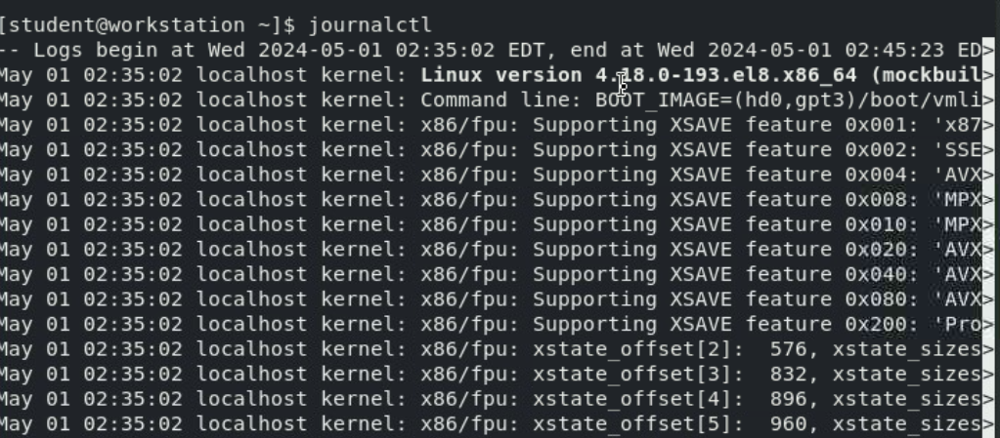 [student@workstation ~]$ journalctl
-- Logs begin at Wed 2024-05-01 02:35:02 EDT, end at Wed 2024-05-01 02:45:23 ED>
May 01 02:35:02 localhost kernel: Linux version 4.18.0-193.el8.x86_64 (mockbuil>
May 01 02:35:02 localhost kernel: Command line: BOOT_IMAGE=(hd0,gpt3)/boot/vmli>
May 01 02:35:02 localhost kernel: x86/fpu: Supporting XSAVE feature 0x001: 'x87>
May 01 02:35:02 localhost kernel: x86/fpu: Supporting XSAVE feature 0x002: 'SSE>
May 01 02:35:02 localhost kernel: x86/fpu: Supporting XSAVE feature 0x004: 'AVX>
May 01 02:35:02 localhost kernel: x86/fpu: Supporting XSAVE feature 0x008: 'MPX>
May 01 02:35:02 localhost kernel: x86/fpu: Supporting XSAVE feature 0x010: 'MPX>
May 01 02:35:02 localhost kernel: x86/fpu: Supporting XSAVE feature 0x020: 'AVX>
May 01 02:35:02 localhost kernel: x86/fpu: Supporting XSAVE feature 0x040: 'AVX>
May 01 02:35:02 localhost kernel: x86/fpu: Supporting XSAVE feature 0x080: 'AVX>
May 01 02:35:02 localhost kernel: x86/fpu: Supporting XSAVE feature 0x200: 'Pro>
May 01 02:35:02 localhost kernel: x86/fpu: xstate_offset[2]:  576, xstate_sizes>
May 01 02:35:02 localhost kernel: x86/fpu: xstate_offset[3]:  832, xstate_sizes>
May 01 02:35:02 localhost kernel: x86/fpu: xstate_offset[4]:  896, xstate_sizes>
May 01 02:35:02 localhost kernel: x86/fpu: xstate_offset[5]:  960, xstate_sizes>